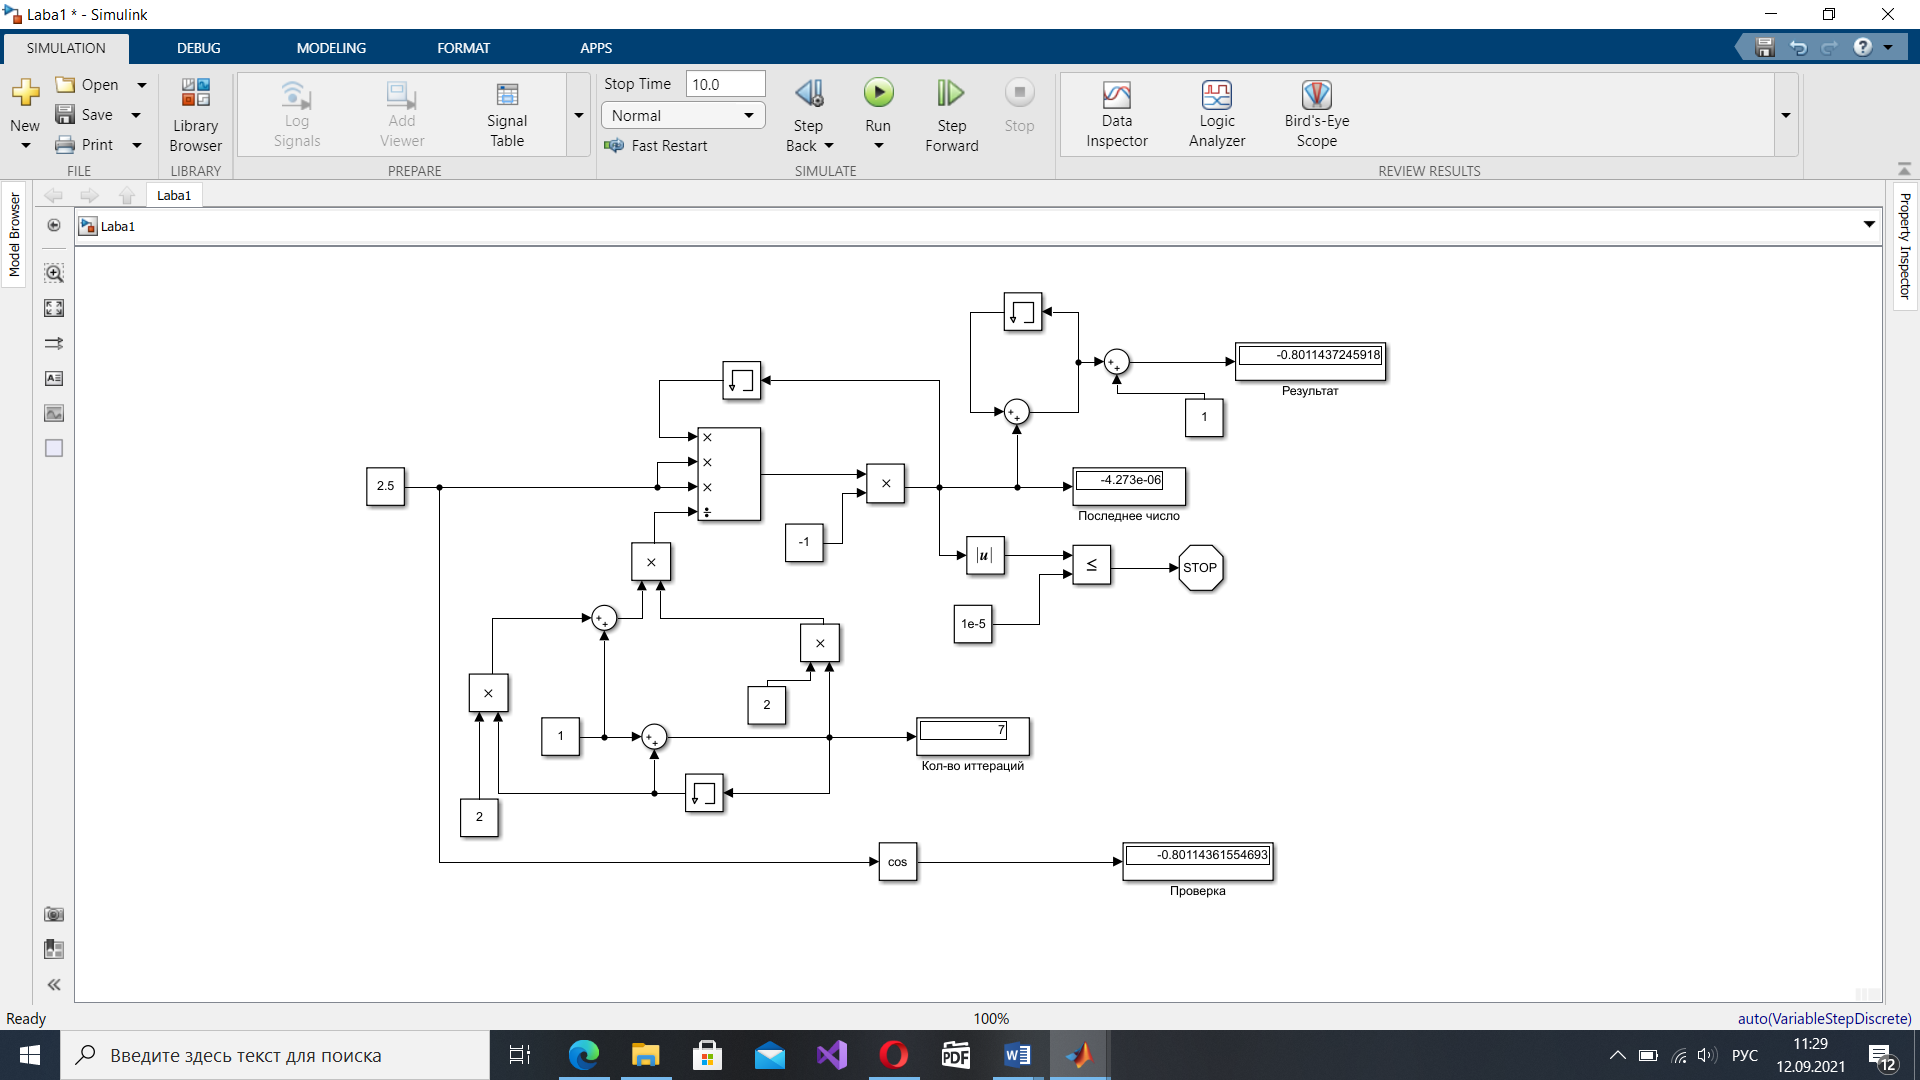 Laba1 * - Simulink
SIMULATION DEBUG MODELING FORMAT APPS
New
Open
Save
Print
FILE
Library Browser
LIBRARY
Log Signals
Add Viewer
Signal Table
PREPARE
Stop Time 10.0
Normal
Fast Restart
Step Back
Run
Step Forward
Stop
SIMULATE
Data Inspector
Logic Analyzer
Bird's-Eye Scope
REVIEW RESULTS
Model Browser
Property Inspector
Laba1
Laba1
-0.8011437245918
Результат
+
+
1
+
+
×
×
×
÷
2.5
×
-4.273e-06
Последнее число
-1
|u|
≤
STOP
×
1e-5
+
+
×
×
2
1
+
+
7
Кол-во иттераций
2
cos
-0.80114361554693
Проверка
Ready
100%
auto(VariableStepDiscrete)
Введите здесь текст для поиска
PDF
РУС
11:29
12.09.2021
12